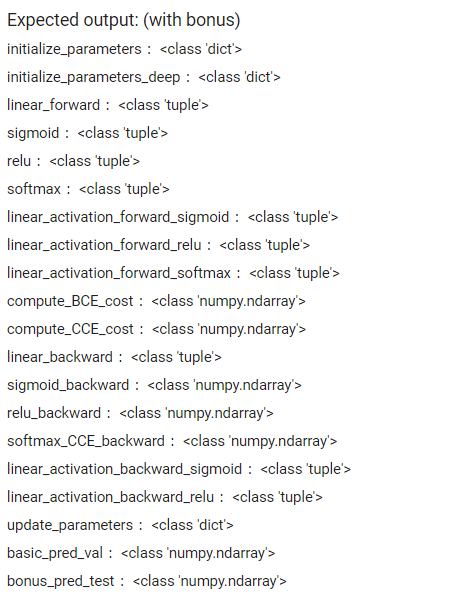 Expected output: (with bonus)
initialize_parameters : <class 'dict'>
initialize_parameters_deep : <class 'dict'>
linear_forward : <class 'tuple'>
sigmoid : <class 'tuple'>
relu : <class 'tuple'>
softmax : <class 'tuple'>
linear_activation_forward_sigmoid : <class 'tuple'>
linear_activation_forward_relu : <class 'tuple'>
linear_activation_forward_softmax : <class 'tuple'>
compute_BCE_cost : <class 'numpy.ndarray'>
compute_CCE_cost : <class 'numpy.ndarray'>
linear_backward : <class 'tuple'>
sigmoid_backward : <class 'numpy.ndarray'>
relu_backward : <class 'numpy.ndarray'>
softmax_CCE_backward : <class 'numpy.ndarray'>
linear_activation_backward_sigmoid : <class 'tuple'>
linear_activation_backward_relu : <class 'tuple'>
update_parameters : <class 'dict'>
basic_pred_val : <class 'numpy.ndarray'>
bonus_pred_test : <class 'numpy.ndarray'>